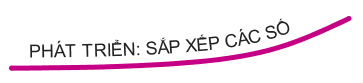 PHÁT TRIỂN: SẮP XẾP CÁC SỐ